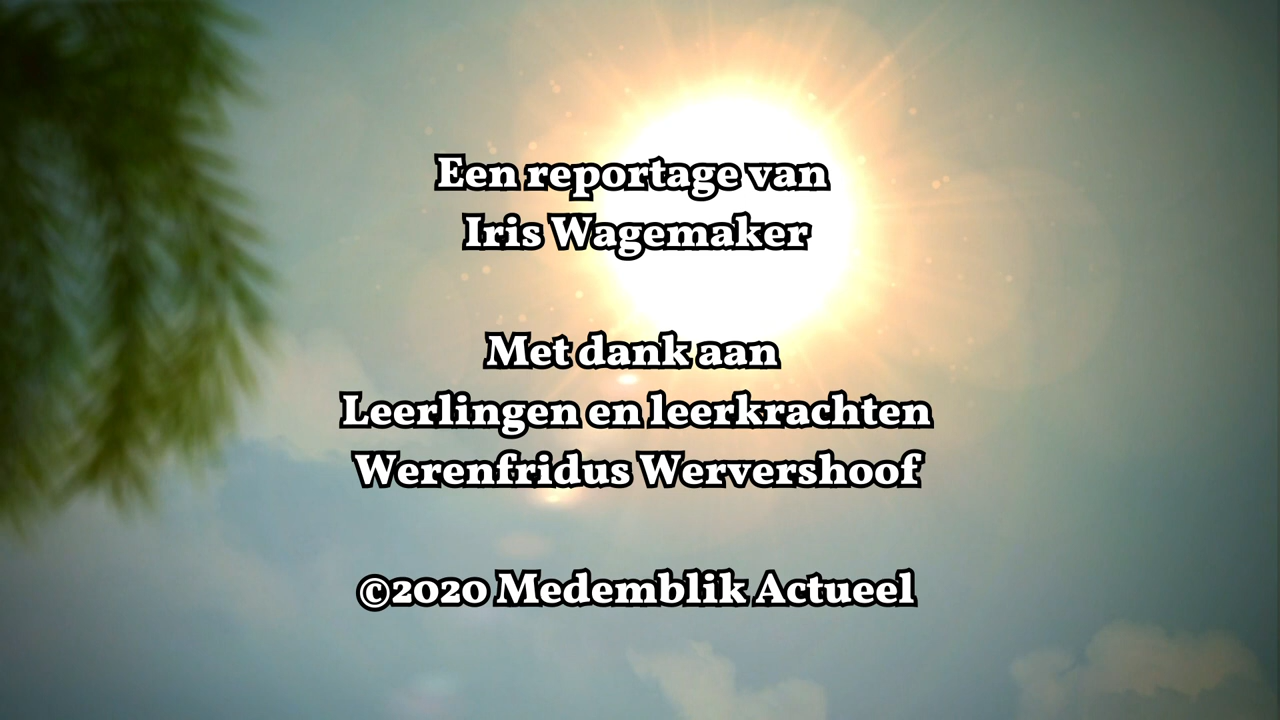 Een reportage van
Iris Wagemaker
Met dank aan
Leerlingen en leerkrachten
Werenfridus Wervershoof
©2020 Medemblik Actueel